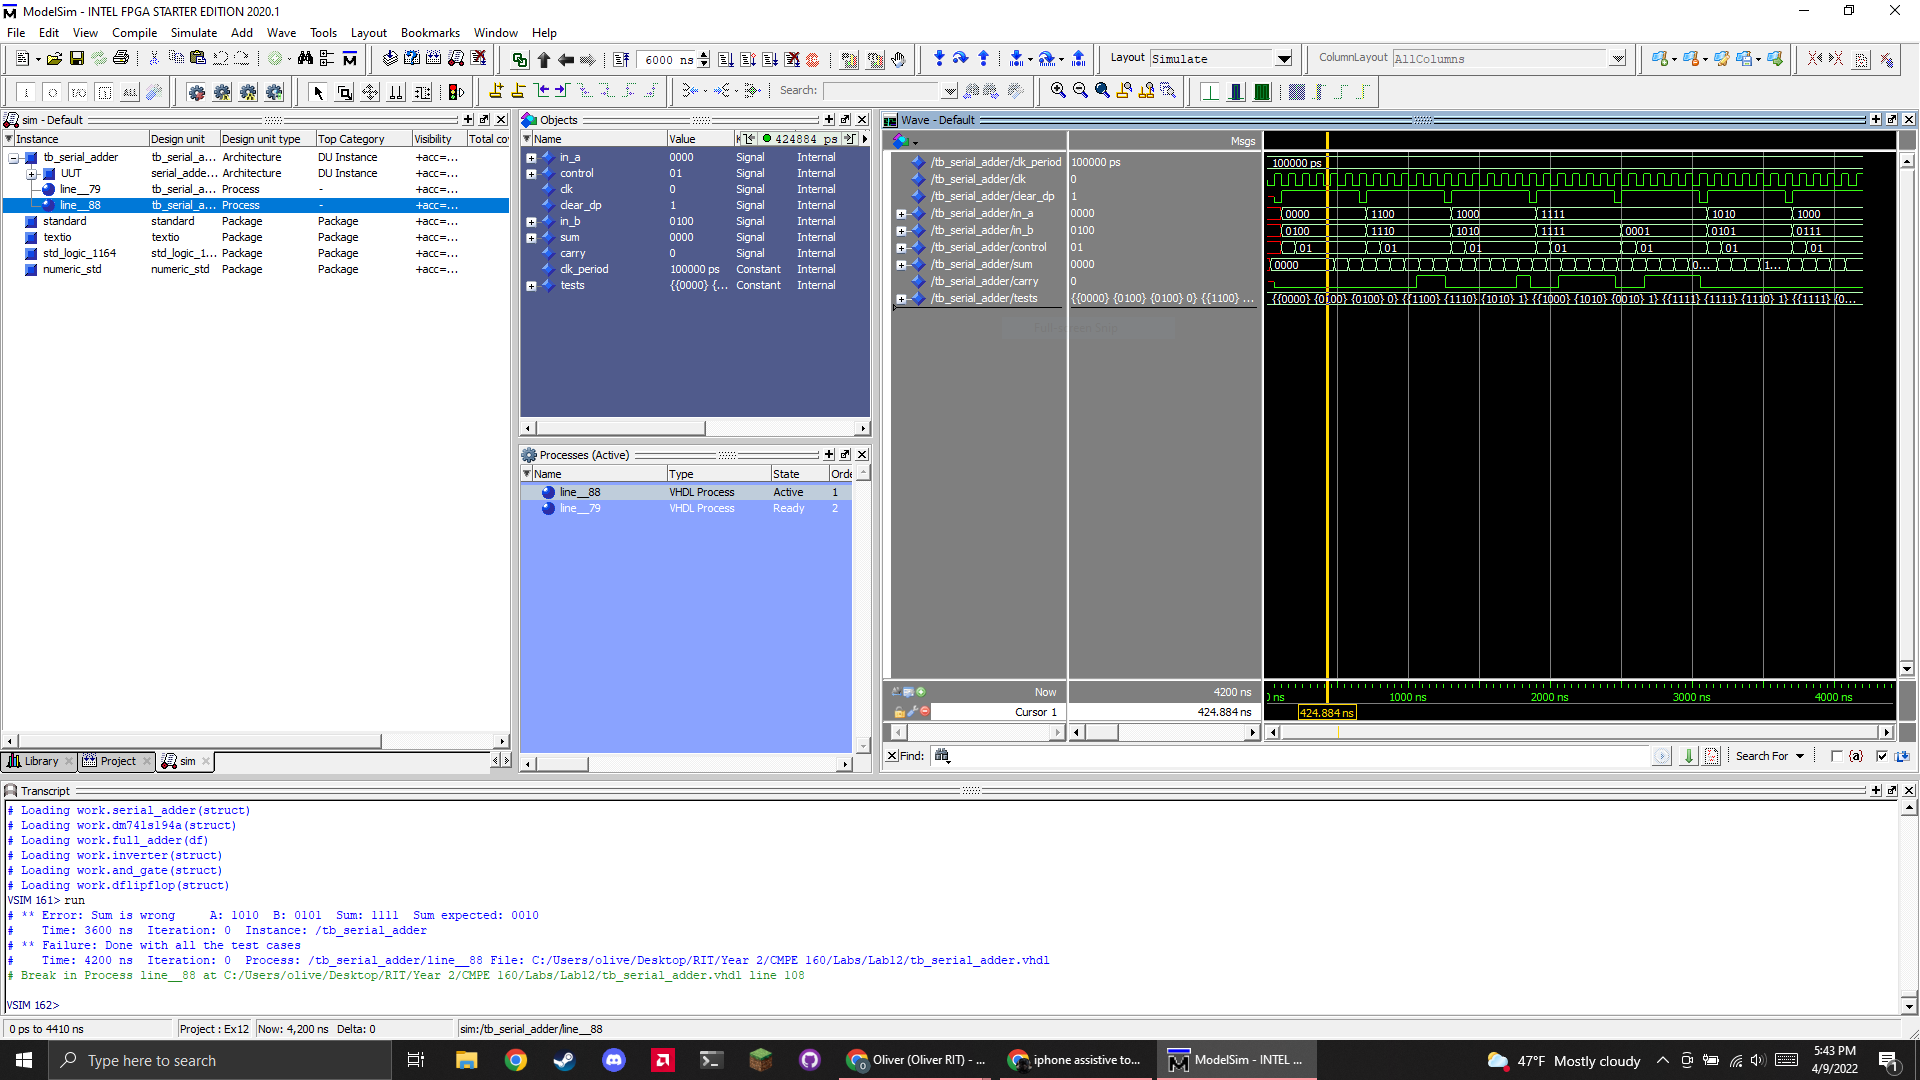 ModelSim - INTEL FPGA STARTER EDITION 2020.1
File Edit View Compile Simulate Add Wave Tools Layout Bookmarks Window Help
6000 ns
Layout Simulate
ColumnLayout AllColumns
Search:
sim - Default
Instance Design unit Design unit type Top Category Visibility Total co
tb_serial_adder tb_serial_a... Architecture DU Instance +acc=...
UUT serial_adde... Architecture DU Instance +acc=...
line__79 tb_serial_a... Process - +acc=...
line__88 tb_serial_a... Process - +acc=...
standard standard Package Package +acc=...
textio textio Package Package +acc=...
std_logic_1164 std_logic_1... Package Package +acc=...
numeric_std numeric_std Package Package +acc=...
Library Project sim
Objects
Name Value 424884 ps
in_a 0000 Signal Internal
control 01 Signal Internal
clk 0 Signal Internal
clear_dp 1 Signal Internal
in_b 0100 Signal Internal
sum 0000 Signal Internal
carry 0 Signal Internal
clk_period 100000 ps Constant Internal
tests {{0000} {... Constant Internal
Processes (Active)
Name Type State Orde
line__88 VHDL Process Active 1
line__79 VHDL Process Ready 2
Wave - Default
Msgs
/tb_serial_adder/clk_period 100000 ps 100000 ps
/tb_serial_adder/clk 0
/tb_serial_adder/clear_dp 1
/tb_serial_adder/in_a 0000 0000 1100 1000 1111 1010 1000
/tb_serial_adder/in_b 0100 0100 1110 1010 1111 0001 0101 0111
/tb_serial_adder/control 01 01 01 01 01 01 01 01
/tb_serial_adder/sum 0000 0000 0... 1...
/tb_serial_adder/carry 0
/tb_serial_adder/tests {{0000} {0100} {0100} 0} {{1100} ... {{0000} {0100} {0100} 0} {{1100} {1110} {1010} 1} {{1000} {1010} {0010} 1} {{1111} {1111} {1110} 1} {{1111} {0...
Now 4200 ns ns 1000 ns 2000 ns 3000 ns 4000 ns
Cursor 1 424.884 ns 424.884 ns
Find: Search For
Transcript
# Loading work.serial_adder(struct)
# Loading work.dm74ls194a(struct)
# Loading work.full_adder(df)
# Loading work.inverter(struct)
# Loading work.and_gate(struct)
# Loading work.dflipflop(struct)
VSIM 161> run
# ** Error: Sum is wrong A: 1010 B: 0101 Sum: 1111 Sum expected: 0010
# Time: 3600 ns Iteration: 0 Instance: /tb_serial_adder
# ** Failure: Done with all the test cases
# Time: 4200 ns Iteration: 0 Process: /tb_serial_adder/line__88 File: C:/Users/olive/Desktop/RIT/Year 2/CMPE 160/Labs/Lab12/tb_serial_adder.vhdl
# Break in Process line__88 at C:/Users/olive/Desktop/RIT/Year 2/CMPE 160/Labs/Lab12/tb_serial_adder.vhdl line 108
VSIM 162>
0 ps to 4410 ns Project : Ex12 Now: 4,200 ns Delta: 0 sim:/tb_serial_adder/line__88
Type here to search
Oliver (Oliver RIT) - ...
iphone assistive to...
ModelSim - INTEL ...
47°F Mostly cloudy
5:43 PM
4/9/2022